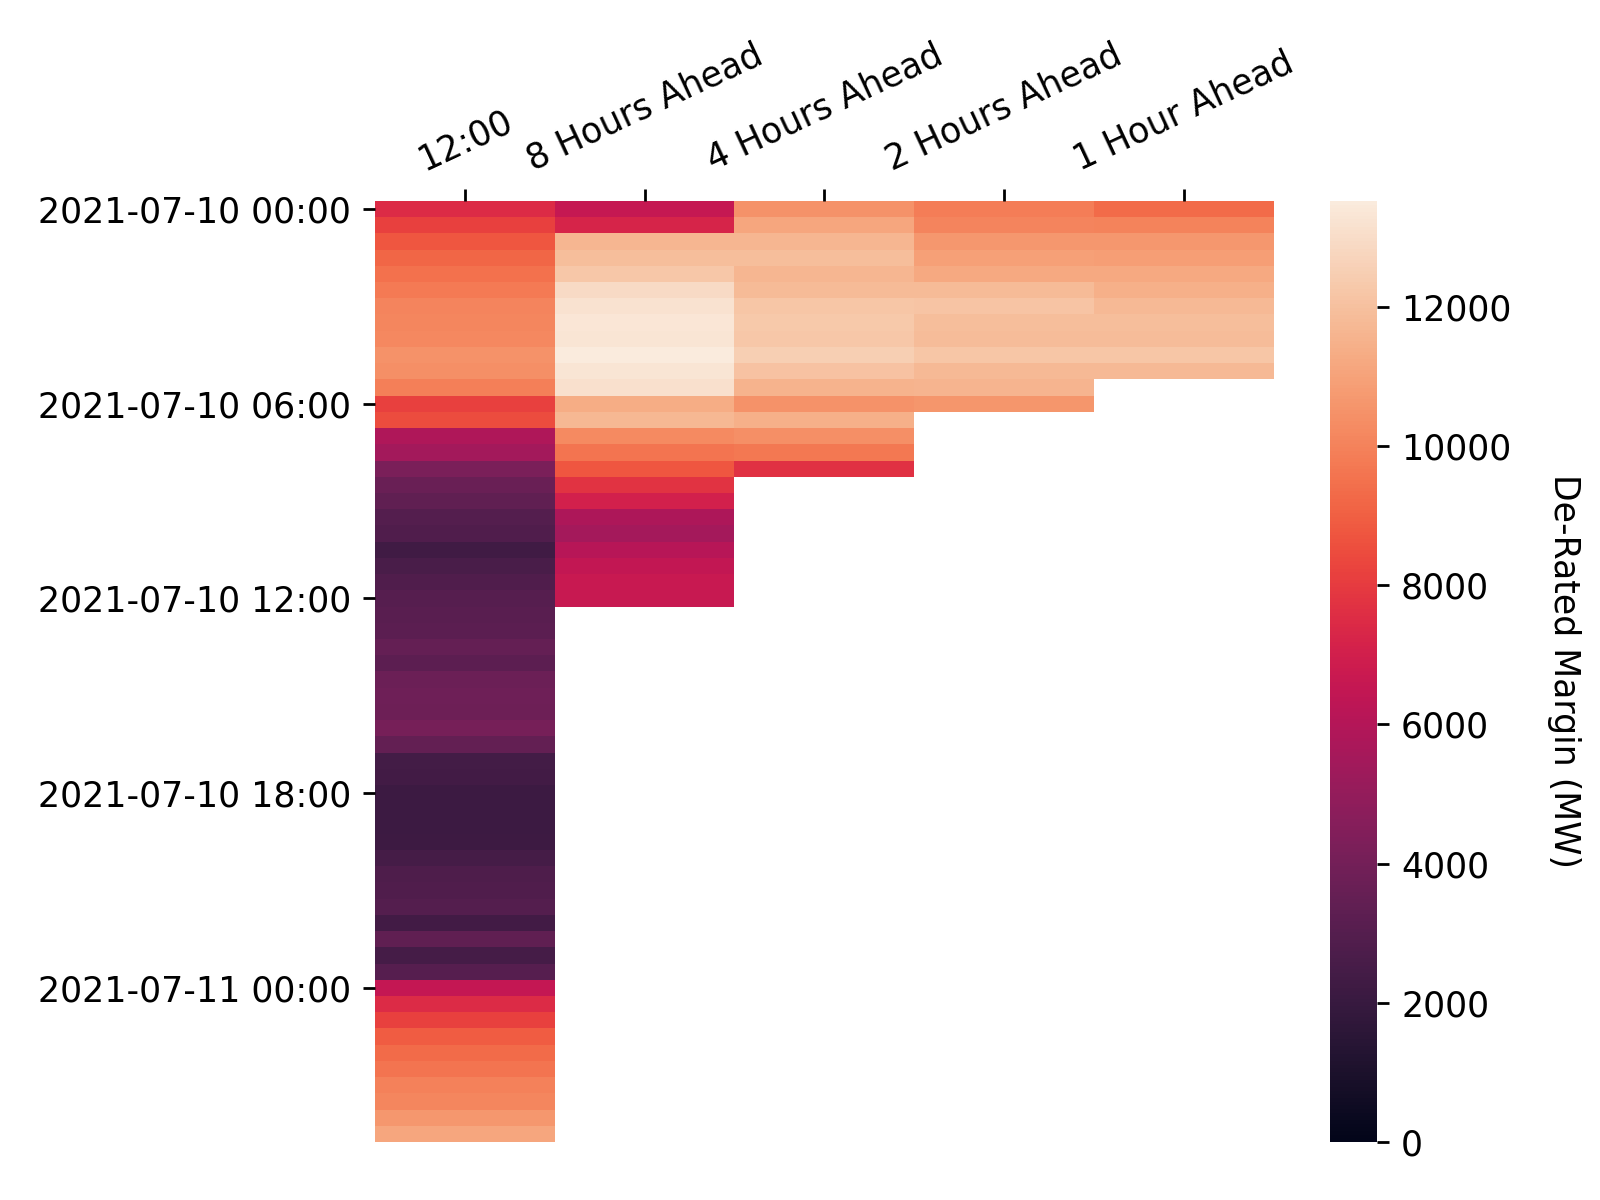 12:00
8 Hours Ahead
4 Hours Ahead
2 Hours Ahead
1 Hour Ahead
2021-07-10 00:00
2021-07-10 06:00
2021-07-10 12:00
2021-07-10 18:00
2021-07-11 00:00
12000
10000
8000
6000
4000
2000
0
De-Rated Margin (MW)